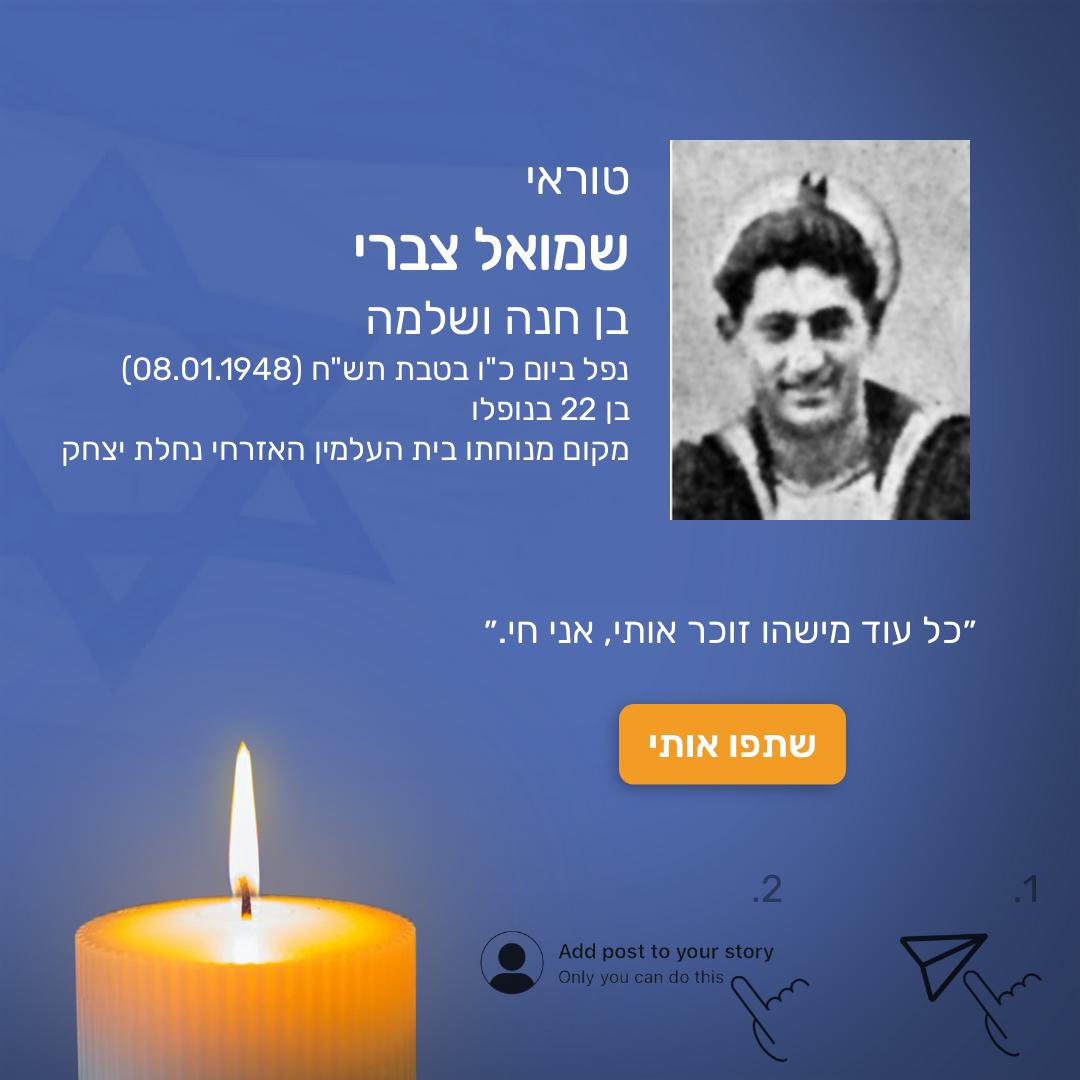 טוראי
שמואל צברי
בן חנה ושלמה
נפל ביום כ"ו בטבת תש"ח (08.01.1948)
בן 22 בנופלו
מקום מנוחתו בית העלמין האזרחי נחלת יצחק
״כל עוד מישהו זוכר אותי, אני חי.״
שתפו אותי
1.
2.
Add post to your story
Only you can do this